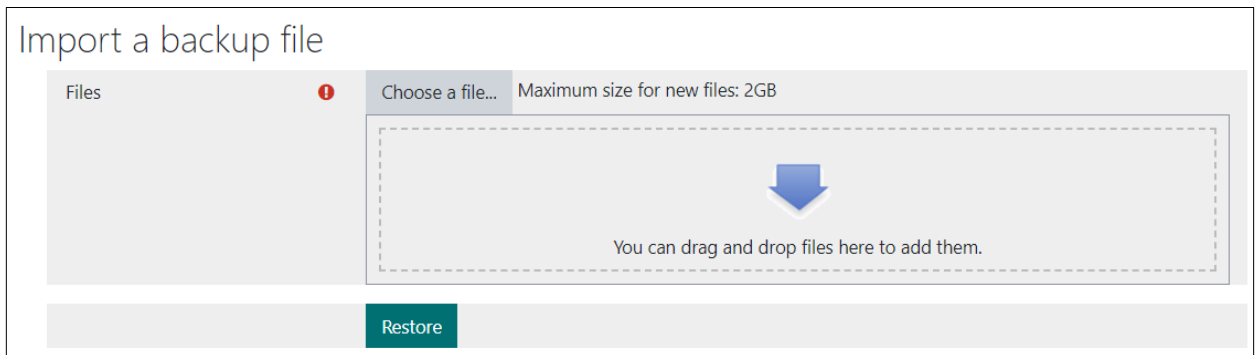 Import a backup file
Files
Choose a file... Maximum size for new files: 2GB
You can drag and drop files here to add them.
Restore